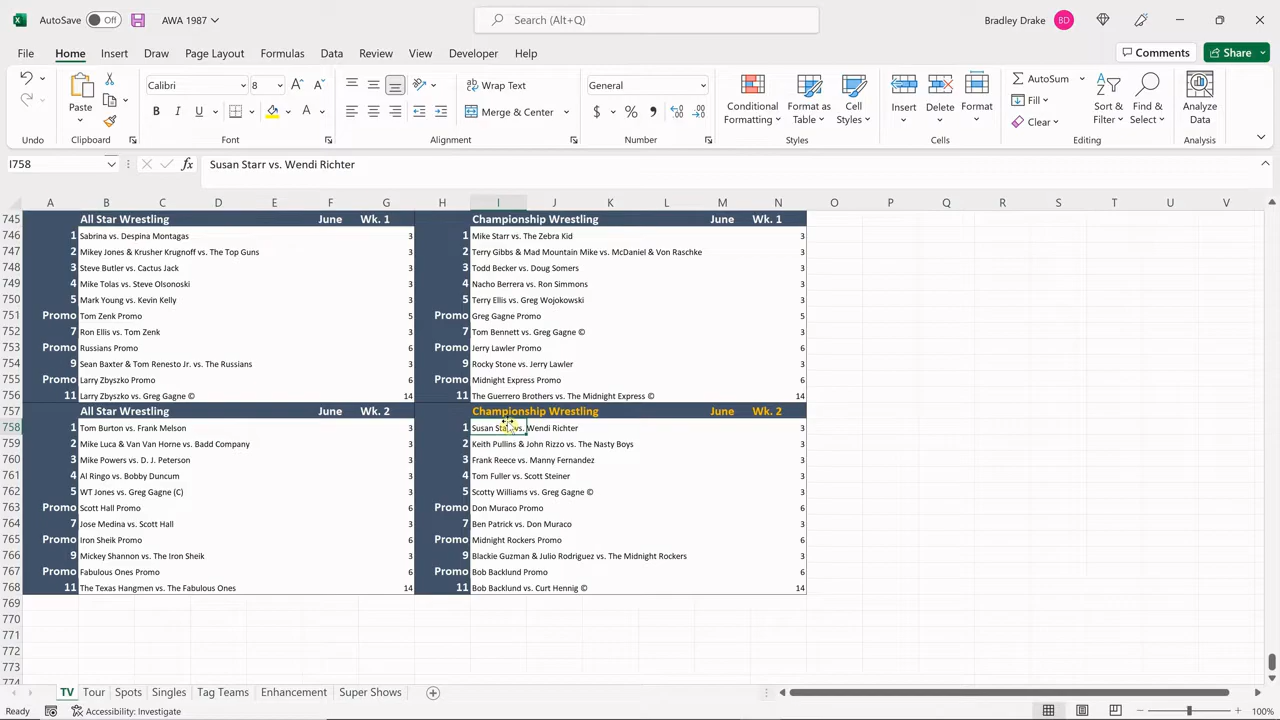 AutoSave Off AWA 1987 Search (Alt+Q) Bradley Drake BD
File Home Insert Draw Page Layout Formulas Data Review View Developer Help Comments Share
Paste Calibri 8 Wrap Text General Conditional Formatting Format as Table Cell Styles Insert Delete Format AutoSum Sort & Filter Find & Select Analyze Data
B I U Merge & Center $ % Fill Clear
Undo Clipboard Font Alignment Number Styles Cells Editing Analysis
I758 fx Susan Starr vs. Wendi Richter
A B C D E F G H I J K L M N O P Q R S T U V
745 All Star Wrestling June Wk. 1 Championship Wrestling June Wk. 1
746 1 Sabrina vs. Despina Montagas 3 1 Mike Starr vs. The Zebra Kid 3
747 2 Mikey Jones & Krusher Krugnoff vs. The Top Guns 3 2 Terry Gibbs & Mad Mountain Mike vs. McDaniel & Von Raschke 3
748 3 Steve Butler vs. Cactus Jack 3 3 Todd Becker vs. Doug Somers 3
749 4 Mike Tolas vs. Steve Olsonoski 3 4 Nacho Berrera vs. Ron Simmons 3
750 5 Mark Young vs. Kevin Kelly 3 5 Terry Ellis vs. Greg Wojokowski 3
751 Promo Tom Zenk Promo 5 Promo Greg Gagne Promo 5
752 7 Ron Ellis vs. Tom Zenk 3 7 Tom Bennett vs. Greg Gagne © 3
753 Promo Russians Promo 6 Promo Jerry Lawler Promo 6
754 9 Sean Baxter & Tom Renesto Jr. vs. The Russians 3 9 Rocky Stone vs. Jerry Lawler 3
755 Promo Larry Zbyszko Promo 6 Promo Midnight Express Promo 6
756 11 Larry Zbyszko vs. Greg Gagne © 14 11 The Guerrero Brothers vs. The Midnight Express © 14
757 All Star Wrestling June Wk. 2 Championship Wrestling June Wk. 2
758 1 Tom Burton vs. Frank Melson 3 1 Susan Starr vs. Wendi Richter 3
759 2 Mike Luca & Van Van Horne vs. Badd Company 3 2 Keith Pullins & John Rizzo vs. The Nasty Boys 3
760 3 Mike Powers vs. D. J. Peterson 3 3 Frank Reece vs. Manny Fernandez 3
761 4 Al Ringo vs. Bobby Duncum 3 4 Tom Fuller vs. Scott Steiner 3
762 5 WT Jones vs. Greg Gagne (C) 3 5 Scotty Williams vs. Greg Gagne © 3
763 Promo Scott Hall Promo 6 Promo Don Muraco Promo 6
764 7 Jose Medina vs. Scott Hall 3 7 Ben Patrick vs. Don Muraco 3
765 Promo Iron Sheik Promo 6 Promo Midnight Rockers Promo 6
766 9 Mickey Shannon vs. The Iron Sheik 3 9 Blackie Guzman & Julio Rodriguez vs. The Midnight Rockers 3
767 Promo Fabulous Ones Promo 6 Promo Bob Backlund Promo 6
768 11 The Texas Hangmen vs. The Fabulous Ones 14 11 Bob Backlund vs. Curt Hennig © 14
769
770
771
772
773
774
TV Tour Spots Singles Tag Teams Enhancement Super Shows
Ready Accessibility: Investigate 100%